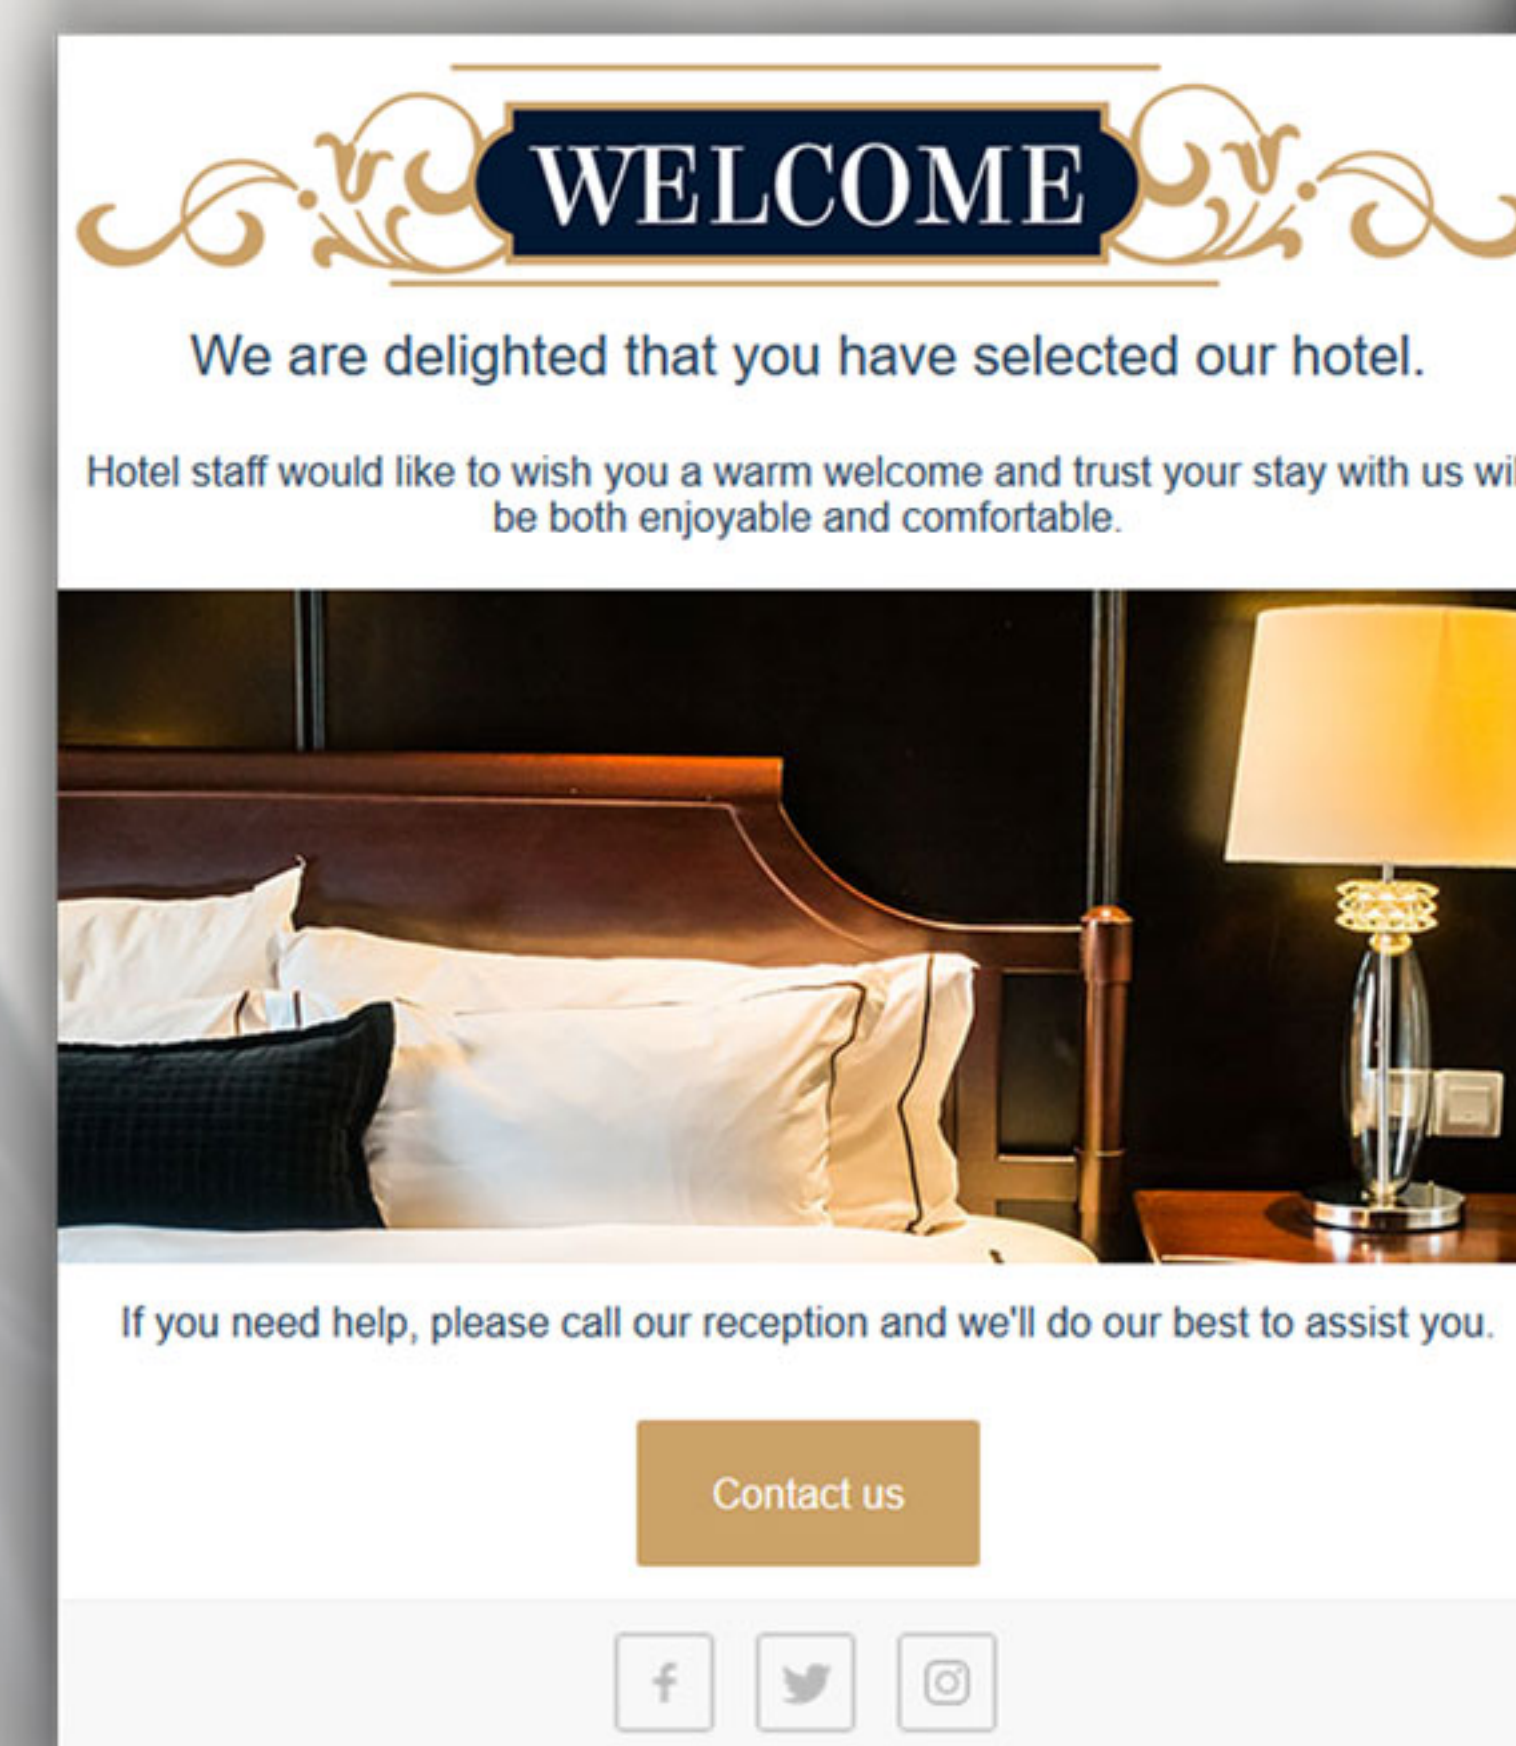 WELCOME
We are delighted that you have selected our hotel.
Hotel staff would like to wish you a warm welcome and trust your stay with us
be both enjoyable and comfortable.
If you need help, please call our reception and we'll do our best to assist you.
Contact us